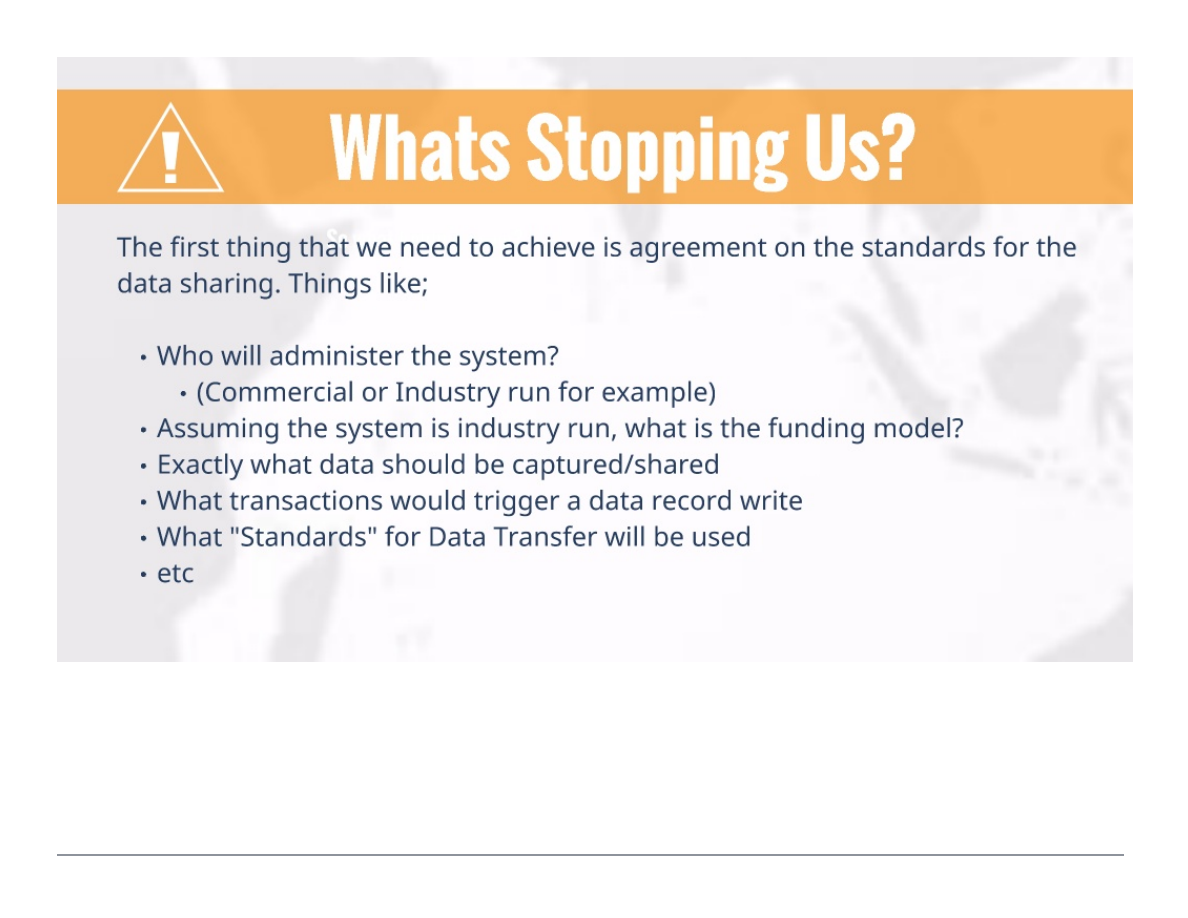 Whats Stopping Us?
The first thing that we need to achieve is agreement on the standards for the
data sharing. Things like;
• Who will administer the system?
• (Commercial or Industry run for example)
• Assuming the system is industry run, what is the funding model?
• Exactly what data should be captured/shared
• What transactions would trigger a data record write
• What "Standards" for Data Transfer will be used
• etc